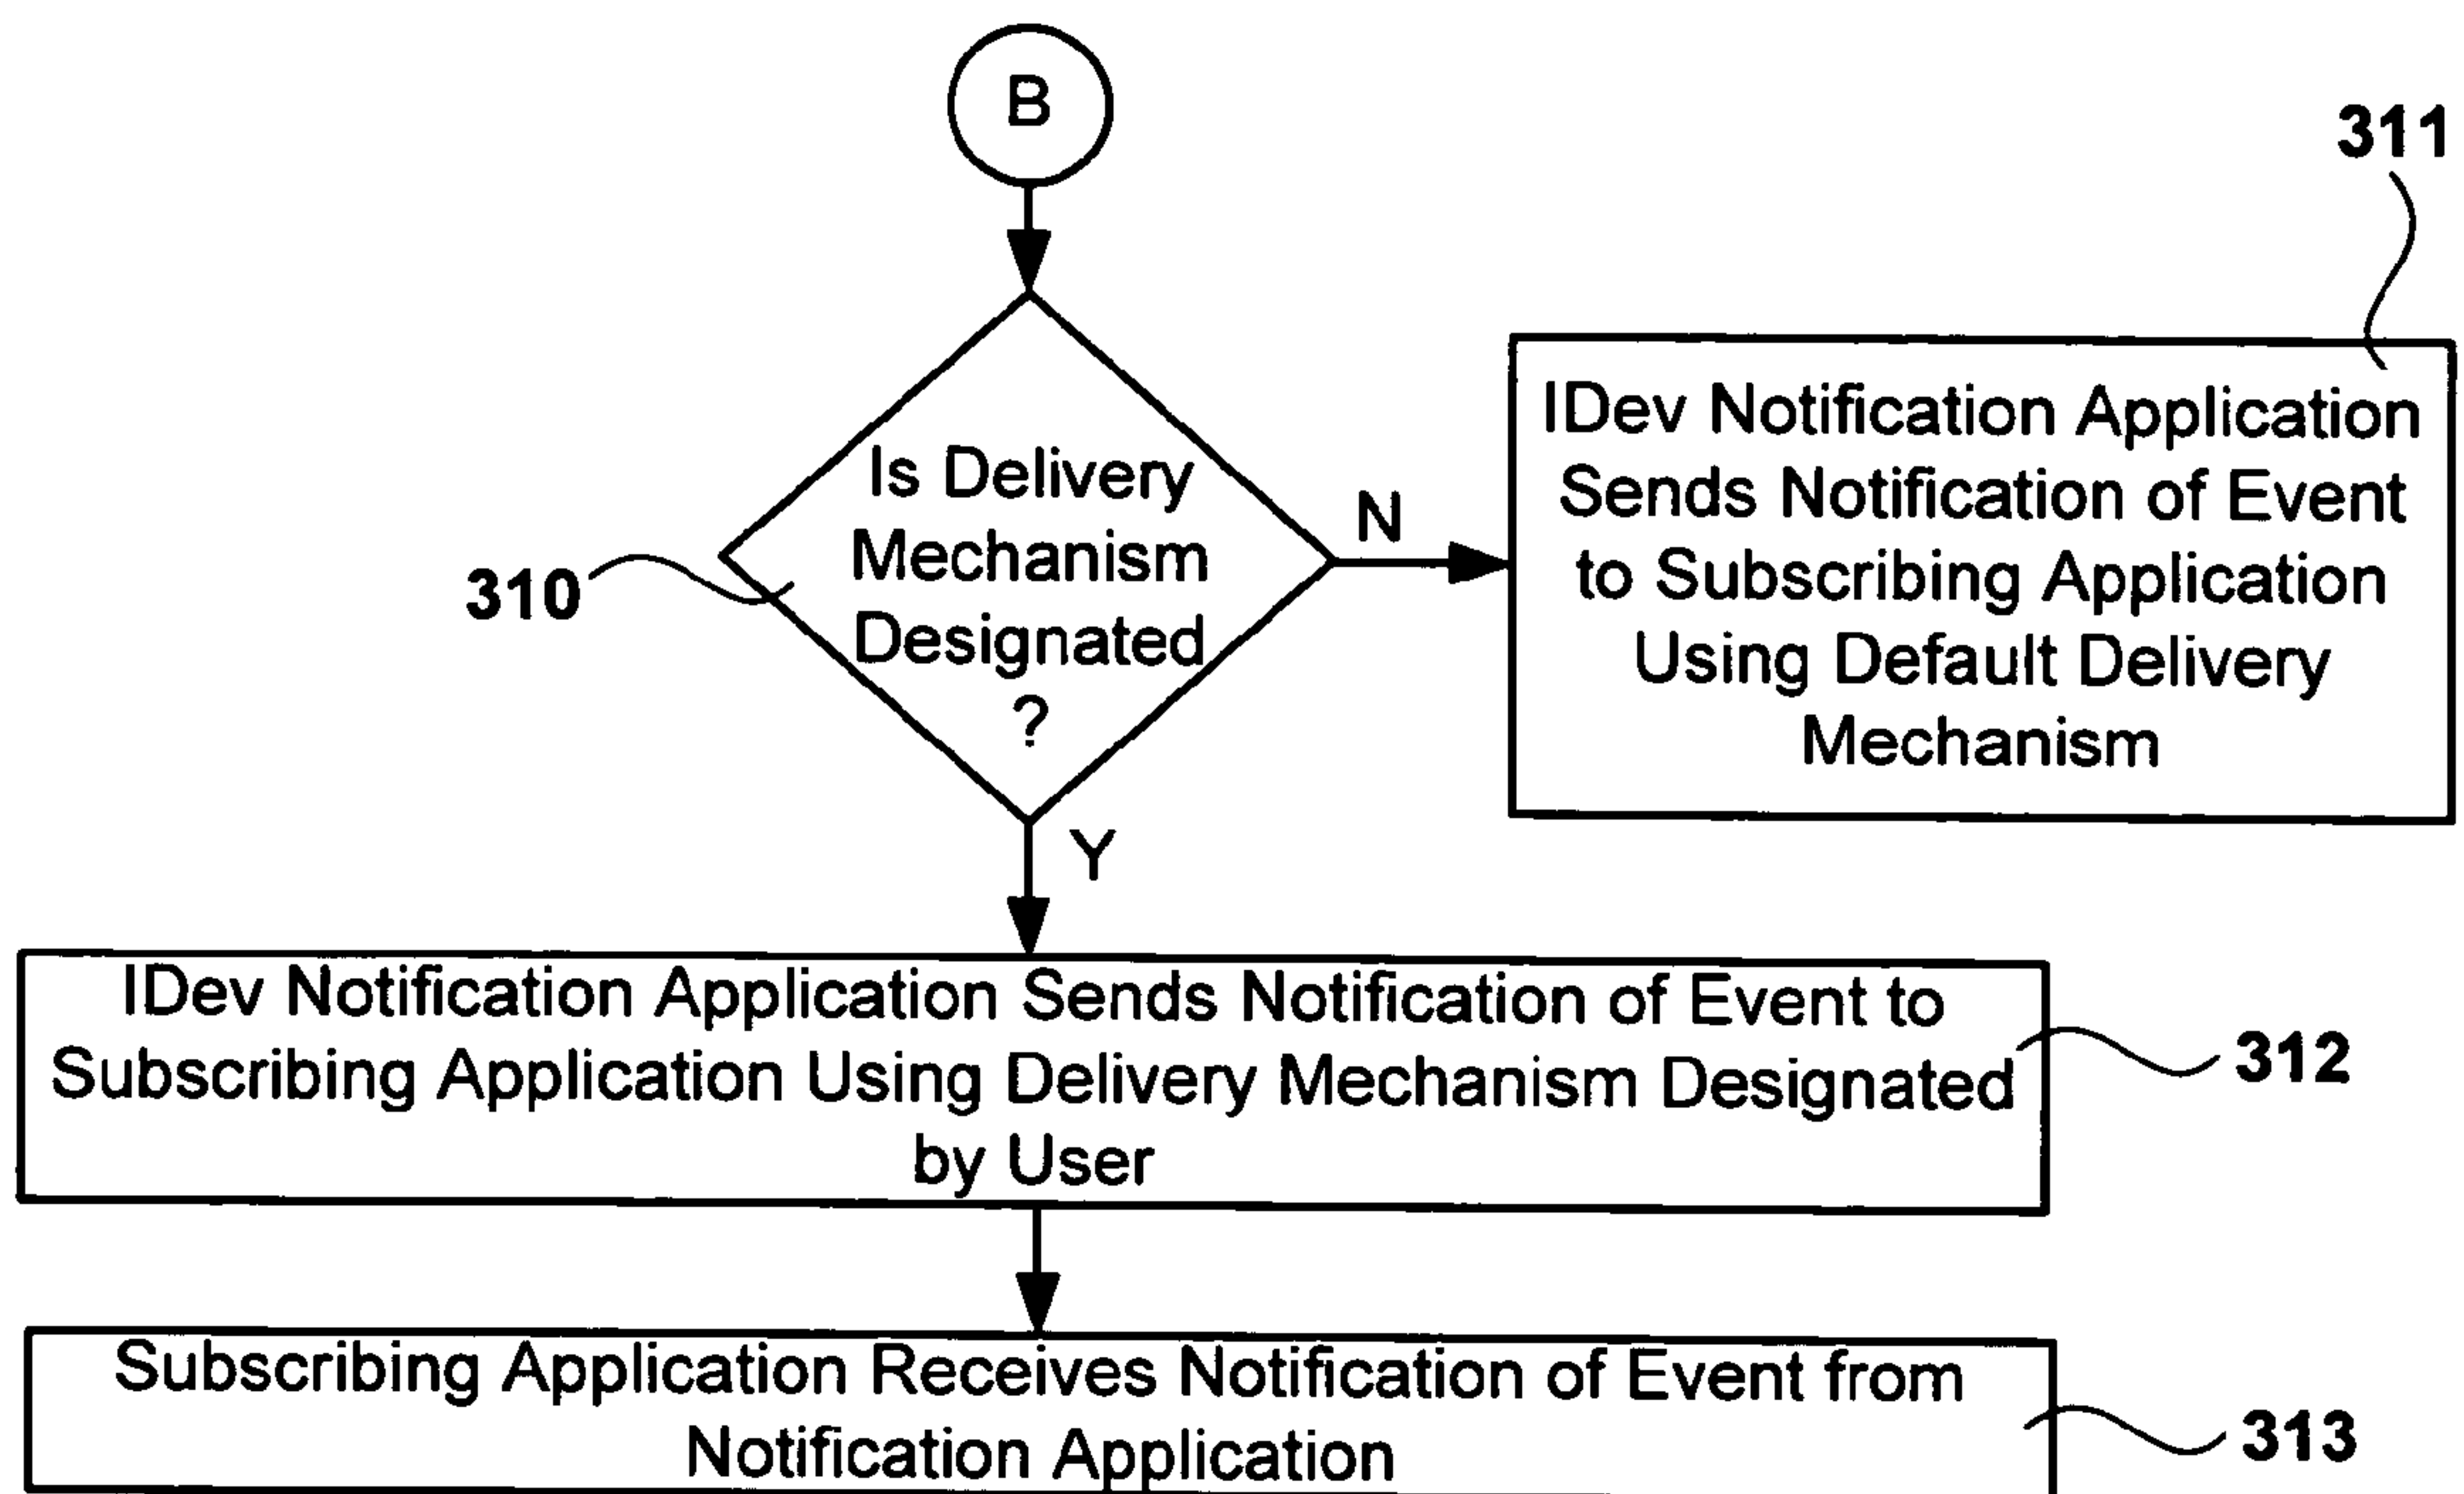 B
311
Is Delivery
Mechanism
Designated
?
310
N
IDev Notification Application
Sends Notification of Event
to Subscribing Application
Using Default Delivery
Mechanism
Y
IDev Notification Application Sends Notification of Event to
Subscribing Application Using Delivery Mechanism Designated
by User
312
Subscribing Application Receives Notification of Event from
Notification Application
313